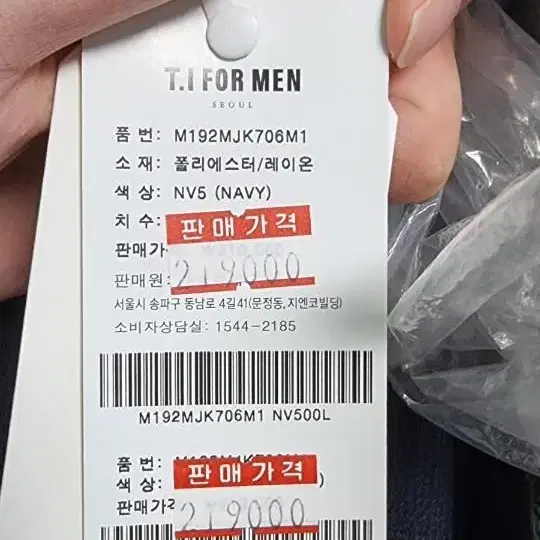 T.I FOR MEN
SEOUL
품 번: M192MJK706M1
소 재: 폴리에스터/레이온
색 상: NV5 (NAVY)
치 수: 판매가격
판매가 219000
판매원:
서울시 송파구 동남로 4길41(문정동,지엔코빌딩)
소비자상담실: 1544-2185
M192MJK706M1 NV500L
품 번:
색 상: 판매가격
판매가 219000